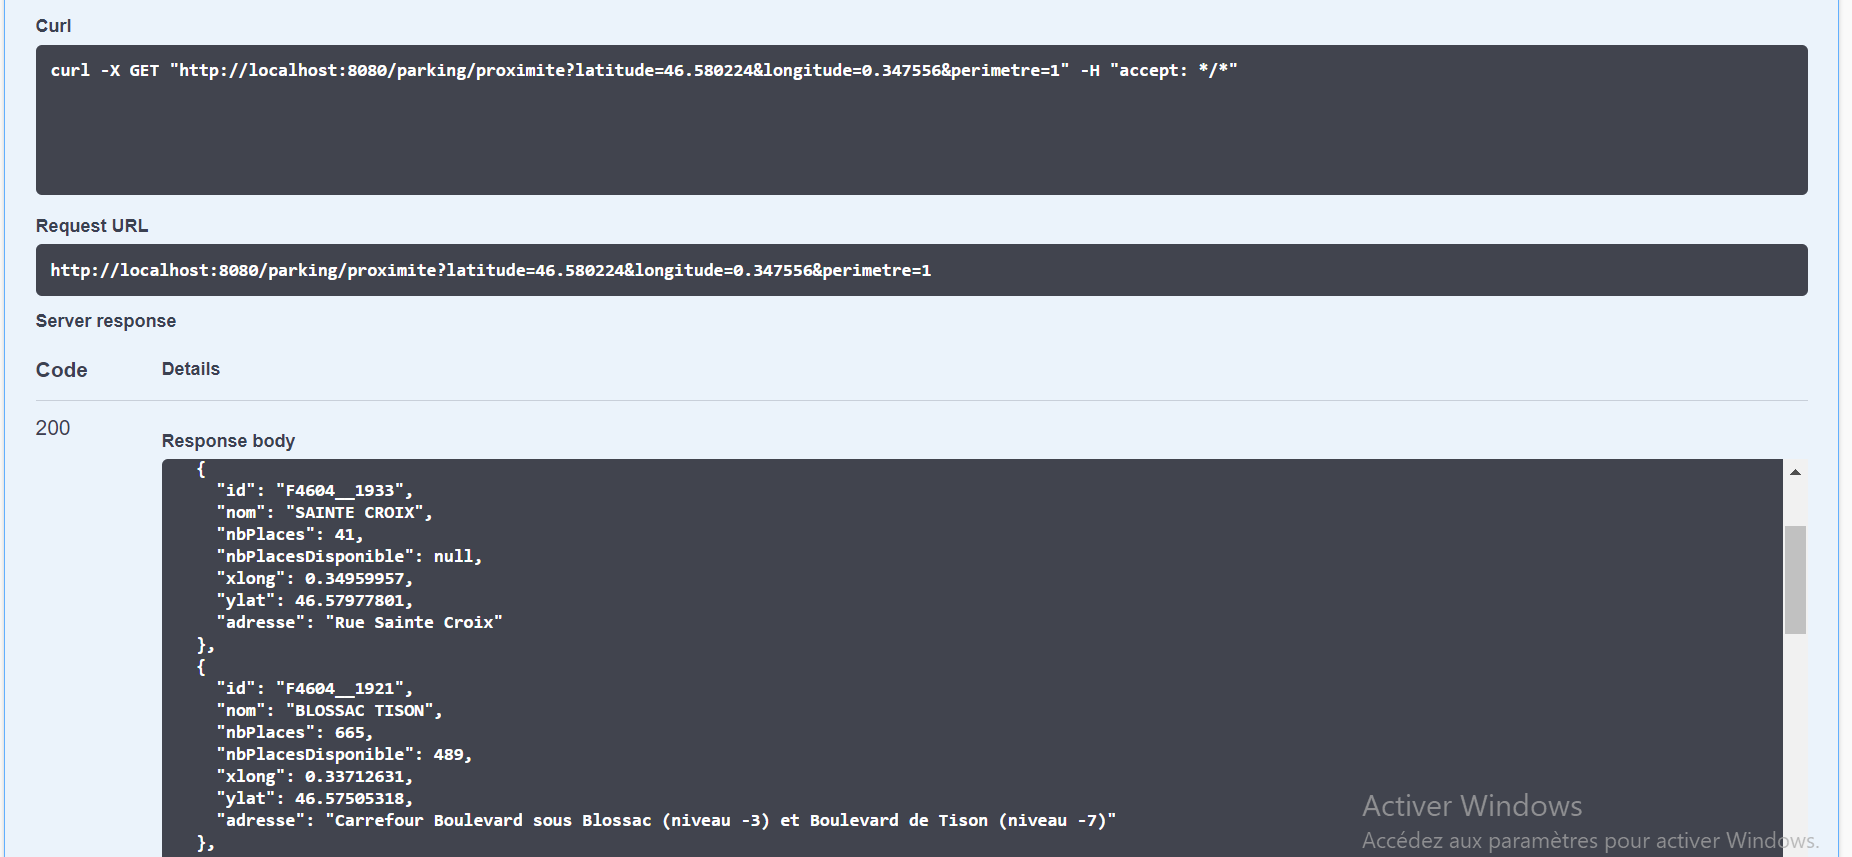 Curl
curl -X GET "http://localhost:8080/parking/proximite?latitude=46.580224&longitude=0.347556&perimetre=1" -H "accept: */*"
Request URL
http://localhost:8080/parking/proximite?latitude=46.580224&longitude=0.347556&perimetre=1
Server response
Code Details
200
Response body
{
"id": "F4604__1933",
"nom": "SAINTE CROIX",
"nbPlaces": 41,
"nbPlacesDisponible": null,
"xlong": 0.34959957,
"ylat": 46.57977801,
"adresse": "Rue Sainte Croix"
},
{
"id": "F4604__1921",
"nom": "BLOSSAC TISON",
"nbPlaces": 665,
"nbPlacesDisponible": 489,
"xlong": 0.33712631,
"ylat": 46.57505318,
"adresse": "Carrefour Boulevard sous Blossac (niveau -3) et Boulevard de Tison (niveau -7)"
},
Activer Windows
Accédez aux paramètres pour activer Windows.